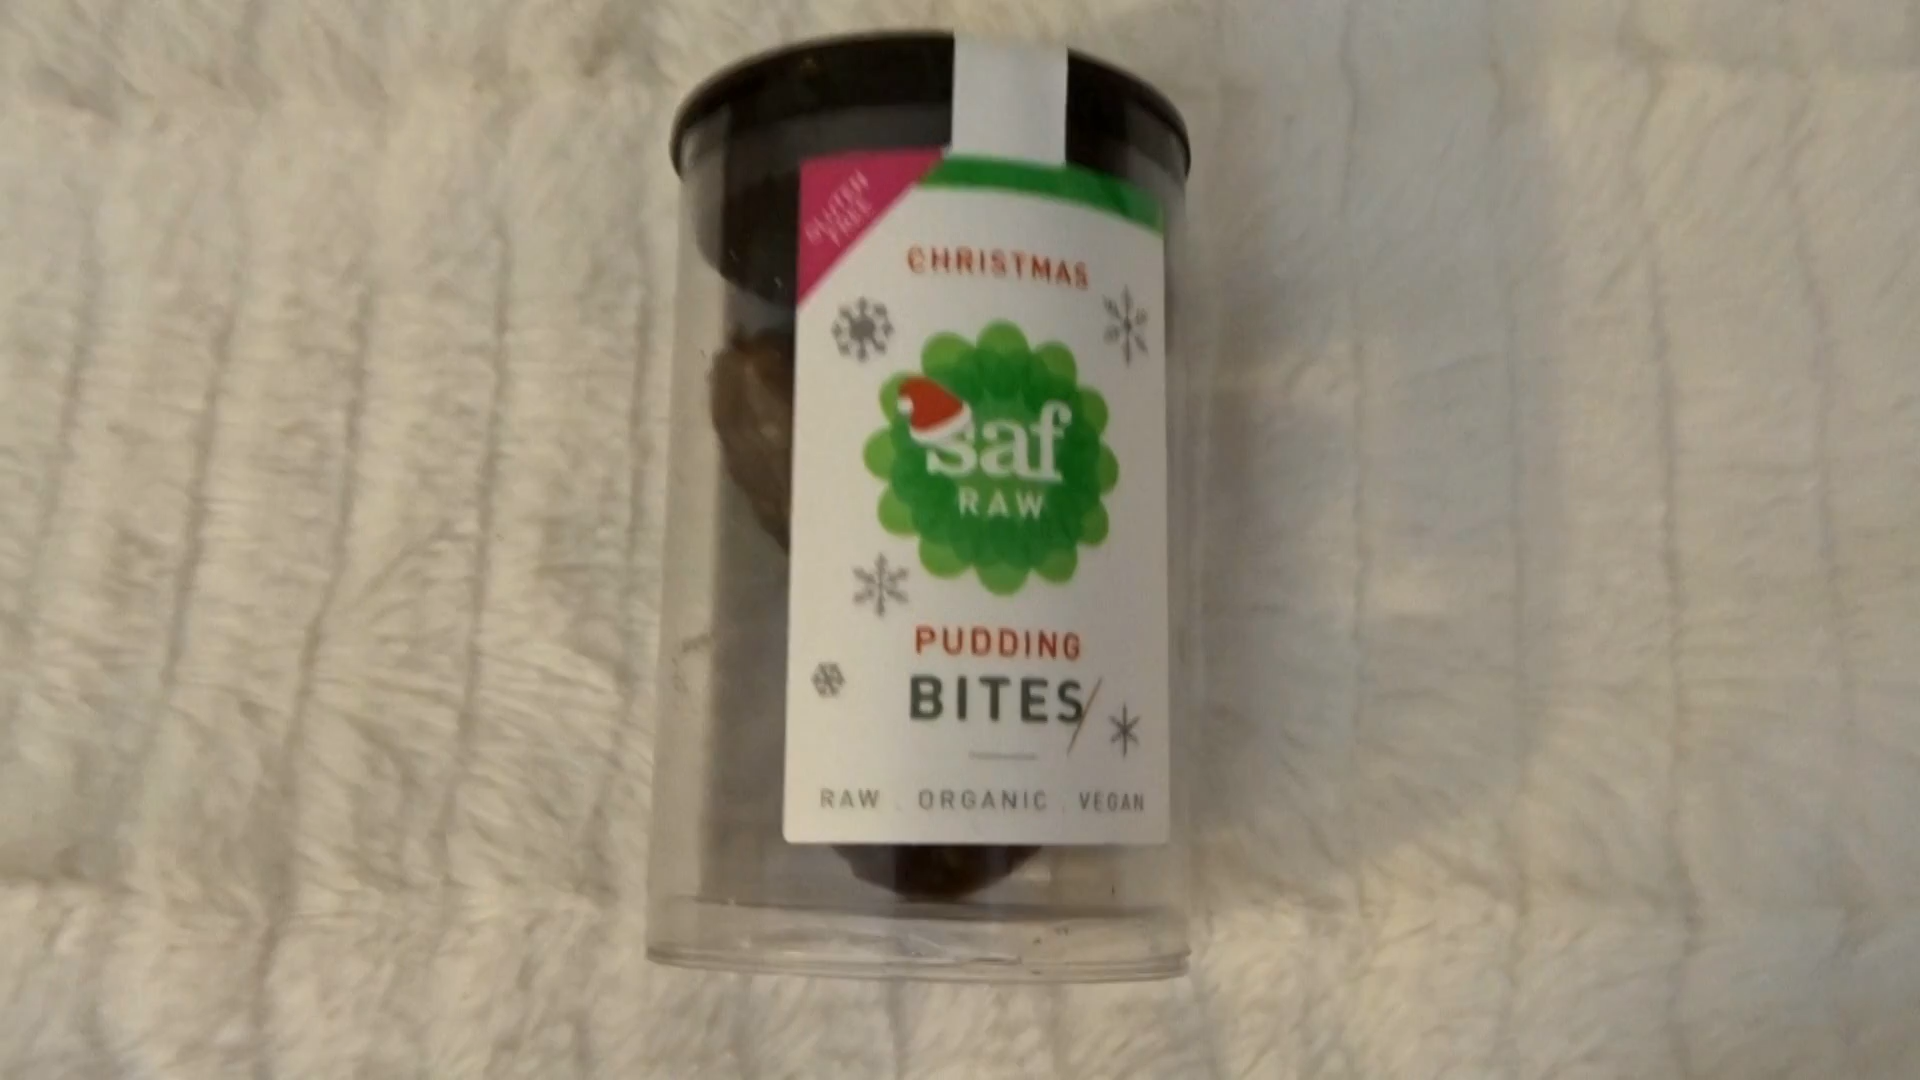 GLUTEN
FREE
CHRISTMAS
saf
RAW
PUDDING
BITES
RAW . ORGANIC . VEGAN